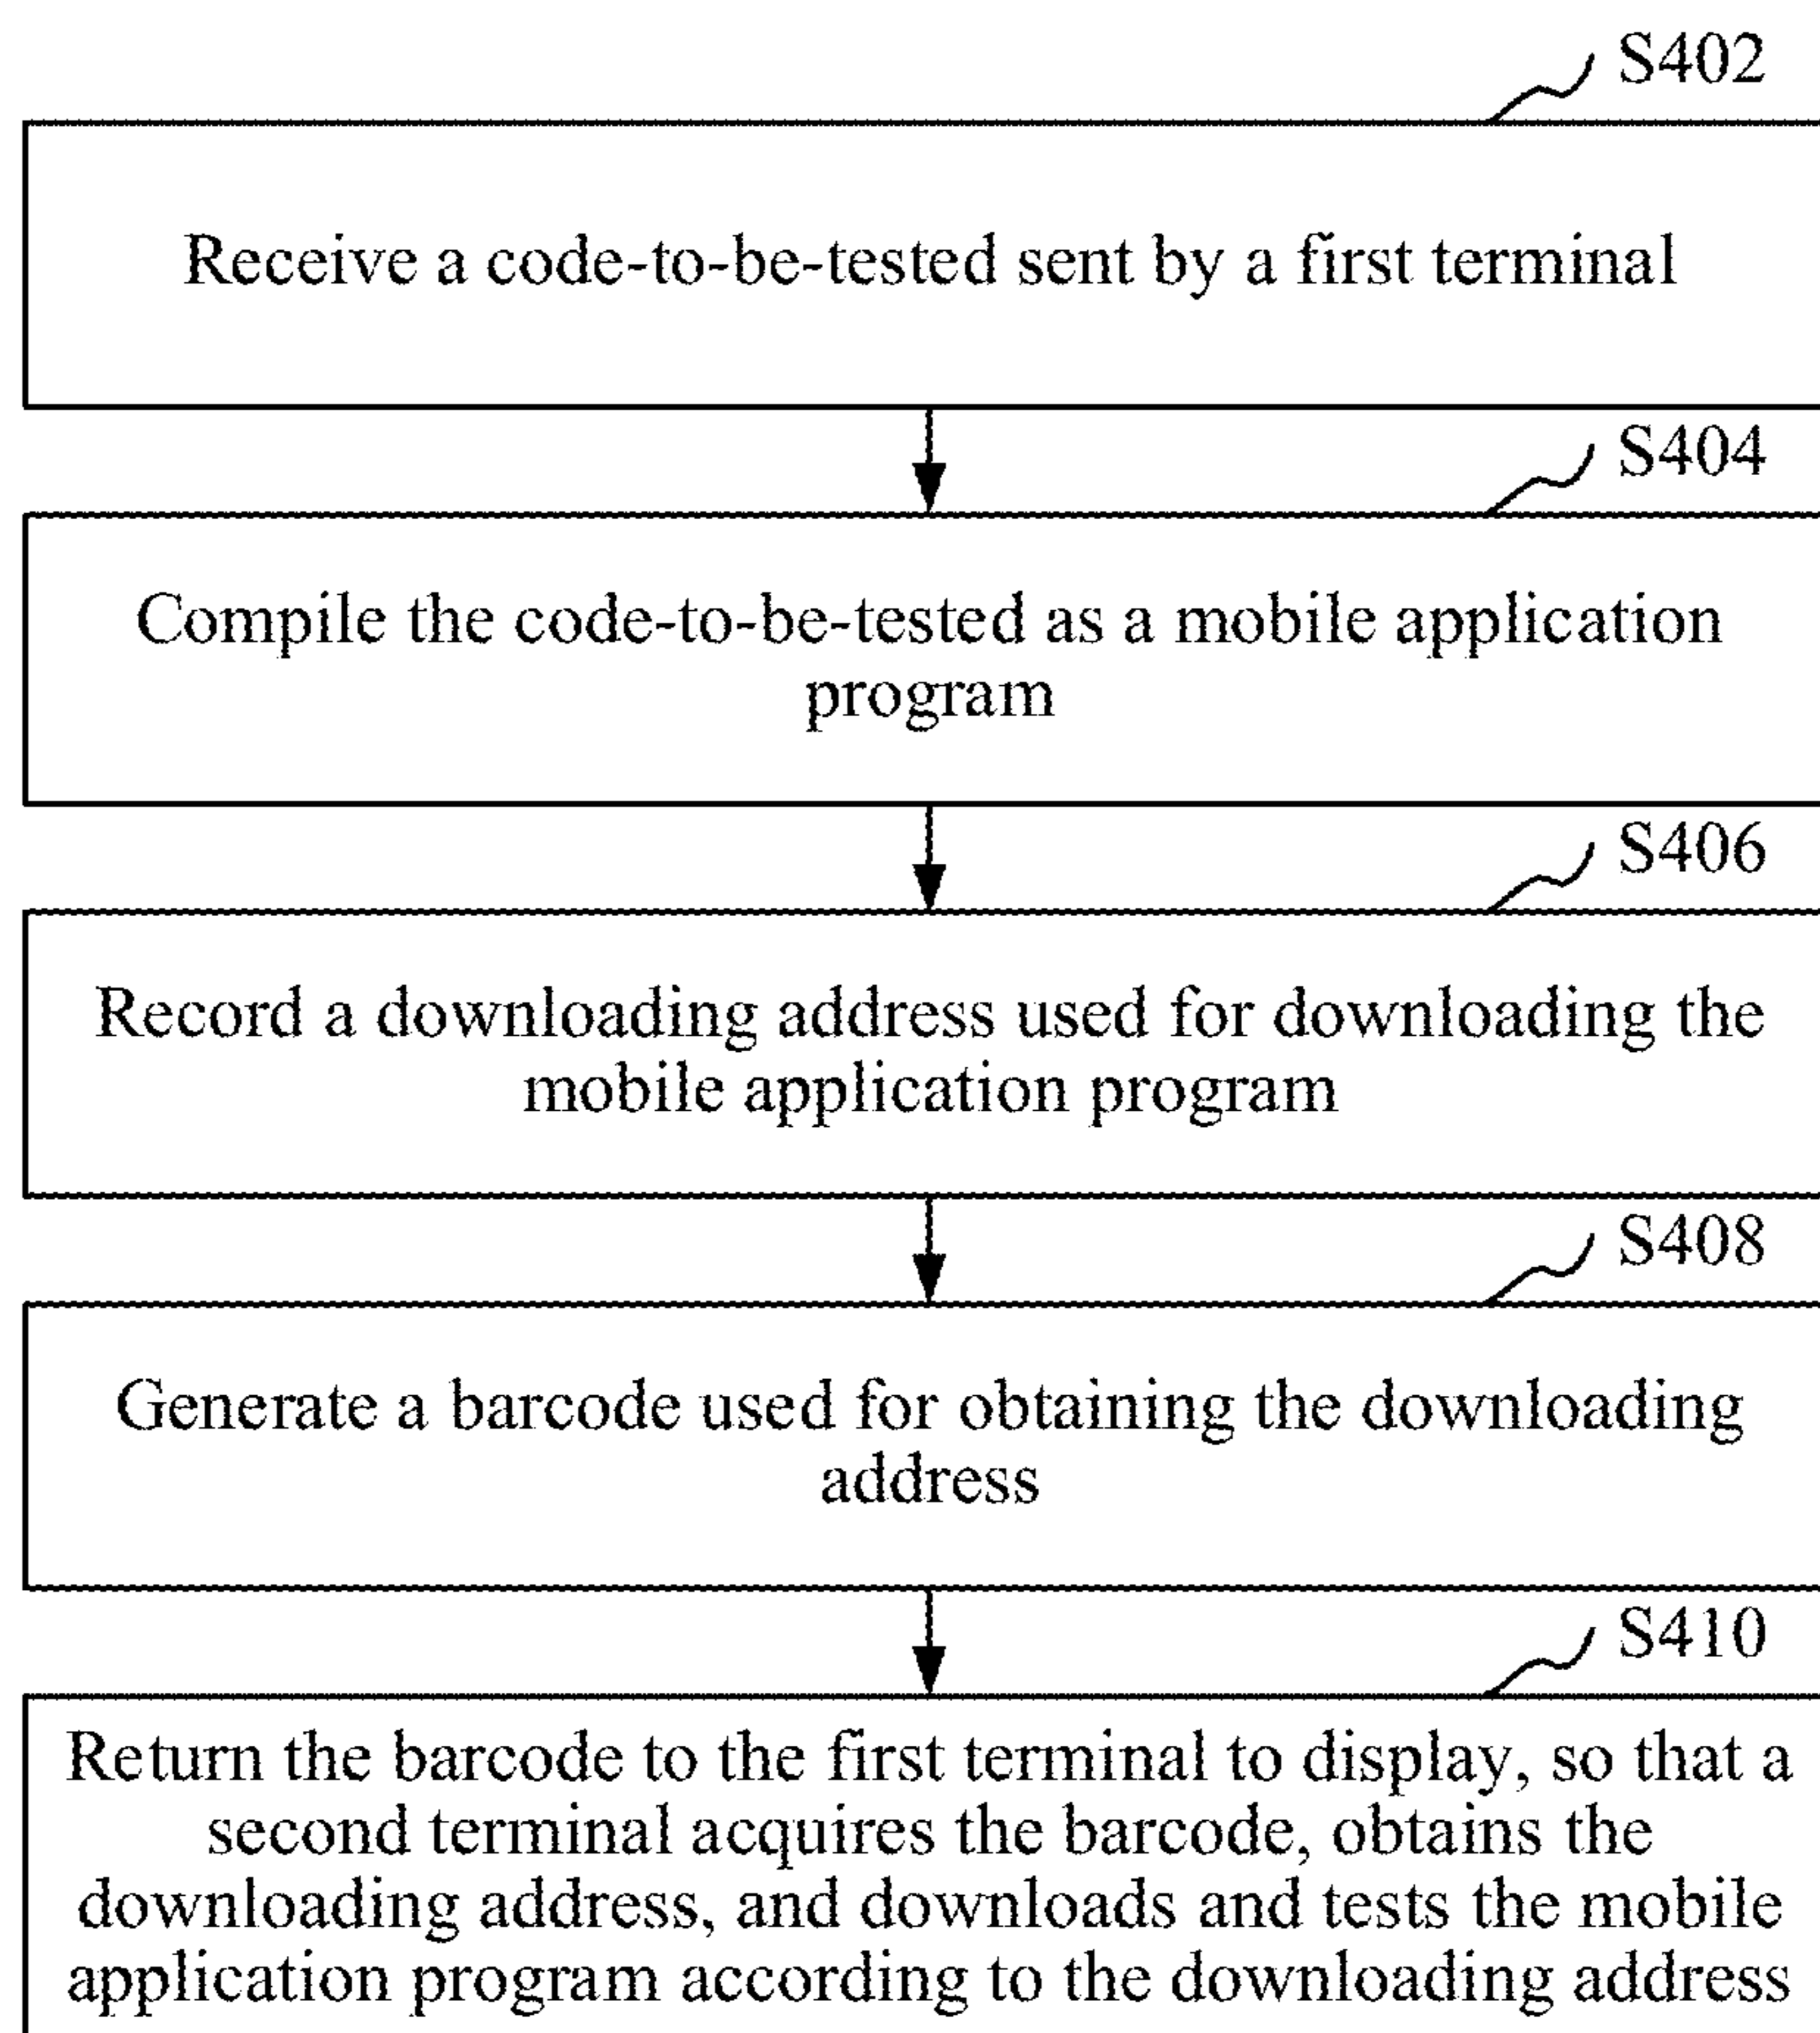 S402
Receive a code-to-be-tested sent by a first terminal
S404
Compile the code-to-be-tested as a mobile application
program
S406
Record a downloading address used for downloading the
mobile application program
S408
Generate a barcode used for obtaining the downloading
address
S410
Return the barcode to the first terminal to display, so that a
second terminal acquires the barcode, obtains the
downloading address, and downloads and tests the mobile
application program according to the downloading address